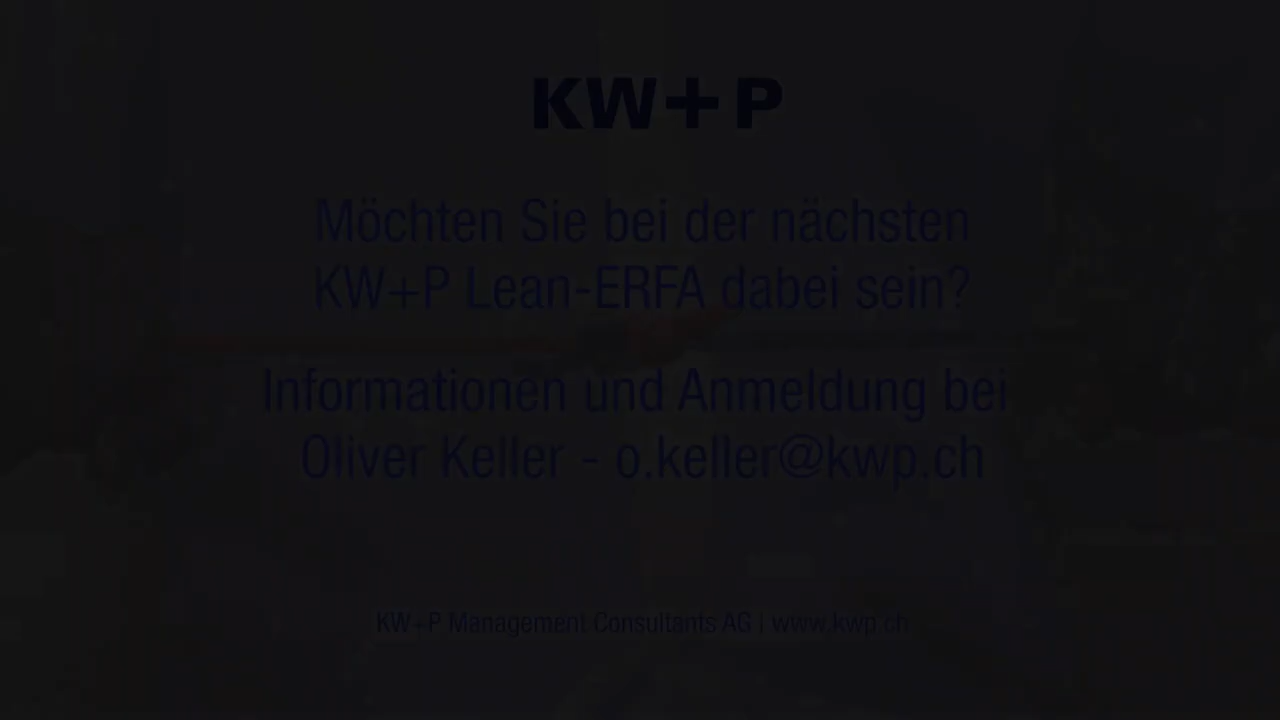 KW+P
Möchten Sie bei der nächsten
KW+P Lean-ERFA dabei sein?
Informationen und Anmeldung bei
Oliver Keller - o.keller@kwp.ch
KW+P Management Consultants AG | www.kwp.ch